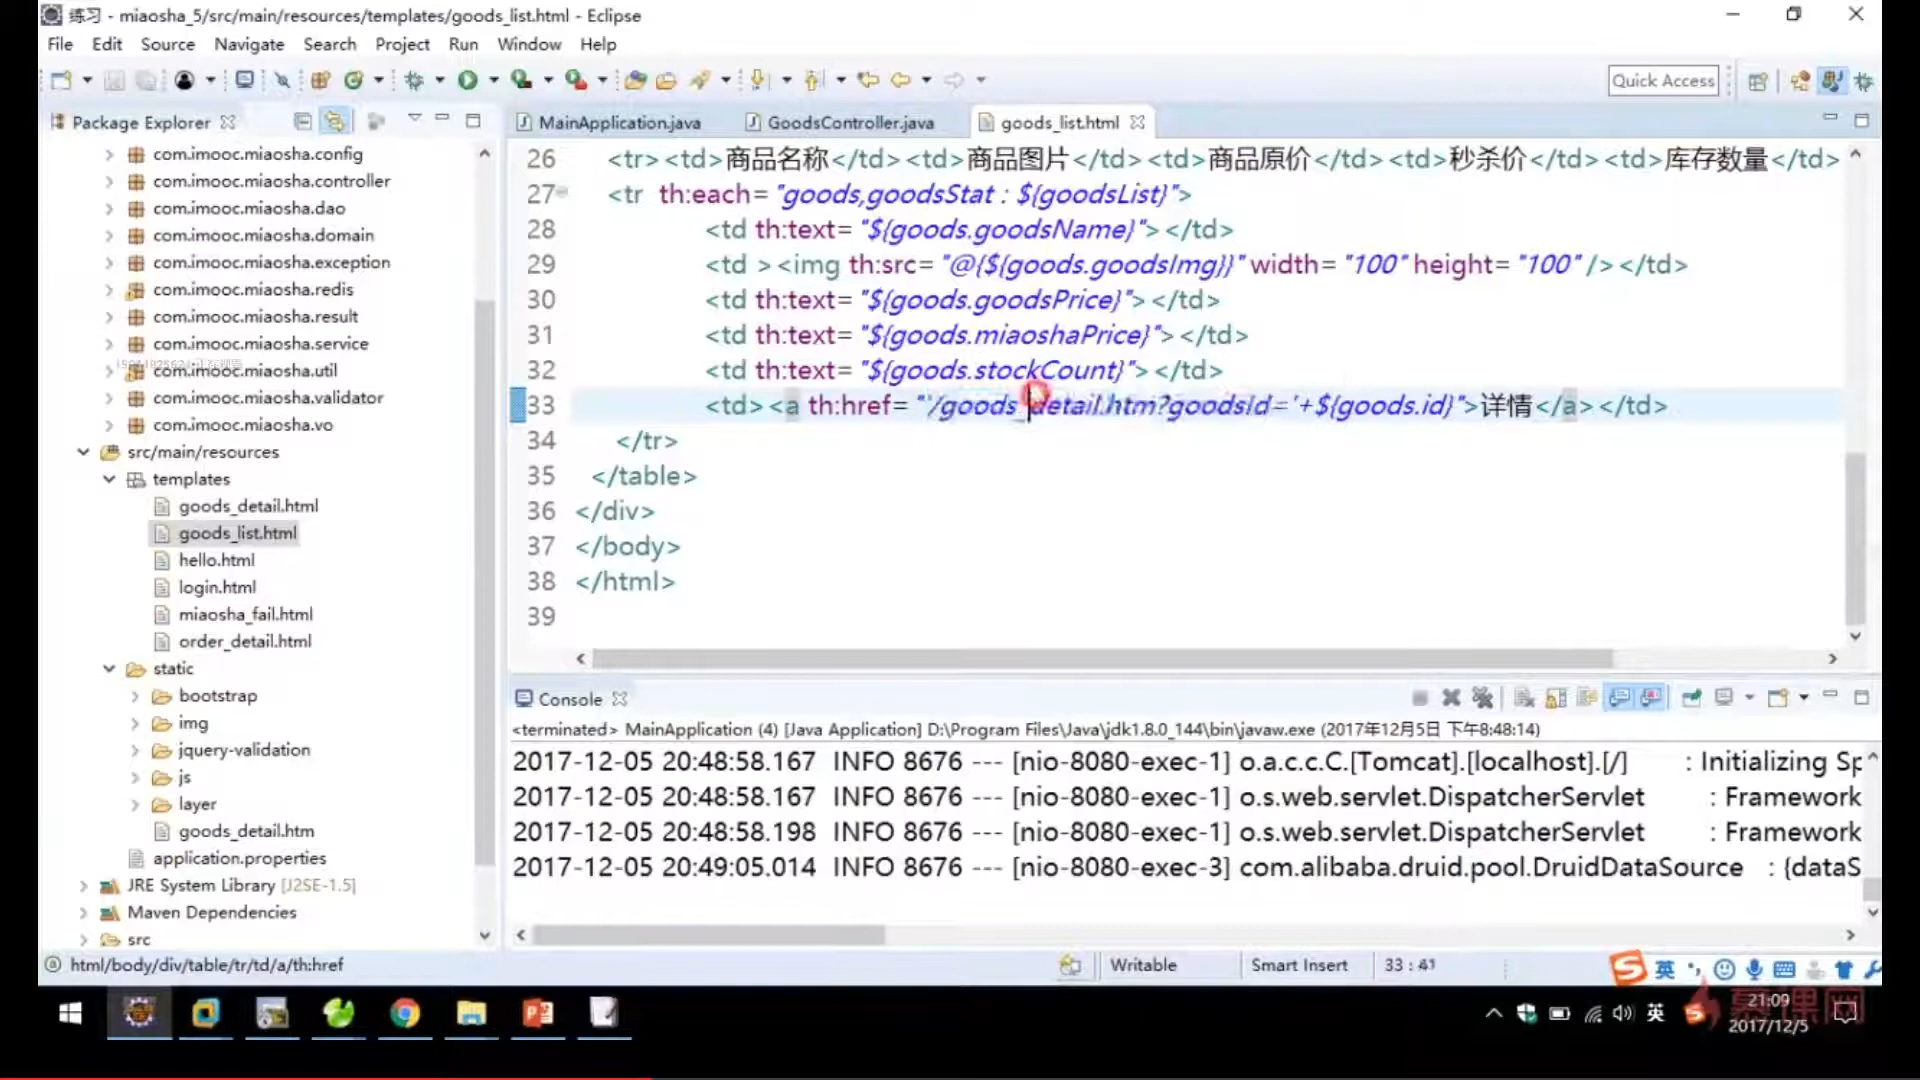 练习 - miaosha_5/src/main/resources/templates/goods_list.html - Eclipse
File Edit Source Navigate Search Project Run Window Help
Quick Access
Package Explorer
MainApplication.java GoodsController.java goods_list.html
com.imooc.miaosha.config
com.imooc.miaosha.controller
com.imooc.miaosha.dao
com.imooc.miaosha.domain
com.imooc.miaosha.exception
com.imooc.miaosha.redis
com.imooc.miaosha.result
com.imooc.miaosha.service
com.imooc.miaosha.util
com.imooc.miaosha.validator
com.imooc.miaosha.vo
src/main/resources
templates
goods_detail.html
goods_list.html
hello.html
login.html
miaosha_fail.html
order_detail.html
static
bootstrap
img
jquery-validation
js
layer
goods_detail.htm
application.properties
JRE System Library [J2SE-1.5]
Maven Dependencies
src
26 <tr><td>商品名称</td><td>商品图片</td><td>商品原价</td><td>秒杀价</td><td>库存数量</td>
27 <tr th:each="goods,goodsStat : ${goodsList}">
28 <td th:text="${goods.goodsName}"></td>
29 <td ><img th:src="@{${goods.goodsImg}}" width="100" height="100" /></td>
30 <td th:text="${goods.goodsPrice}"></td>
31 <td th:text="${goods.miaoshaPrice}"></td>
32 <td th:text="${goods.stockCount}"></td>
33 <td><a th:href="'/goods_detail.htm?goodsId='+${goods.id}">详情</a></td>
34 </tr>
35 </table>
36 </div>
37 </body>
38 </html>
39
Console
<terminated> MainApplication (4) [Java Application] D:\Program Files\Java\jdk1.8.0_144\bin\javaw.exe (2017年12月5日 下午8:48:14)
2017-12-05 20:48:58.167 INFO 8676 --- [nio-8080-exec-1] o.a.c.c.C.[Tomcat].[localhost].[/] : Initializing Sp
2017-12-05 20:48:58.167 INFO 8676 --- [nio-8080-exec-1] o.s.web.servlet.DispatcherServlet : Framework
2017-12-05 20:48:58.198 INFO 8676 --- [nio-8080-exec-1] o.s.web.servlet.DispatcherServlet : Framework
2017-12-05 20:49:05.014 INFO 8676 --- [nio-8080-exec-3] com.alibaba.druid.pool.DruidDataSource : {dataS
html/body/div/table/tr/td/a/th:href
Writable Smart Insert 33 : 41
英
英
21:09
2017/12/5
慕课网